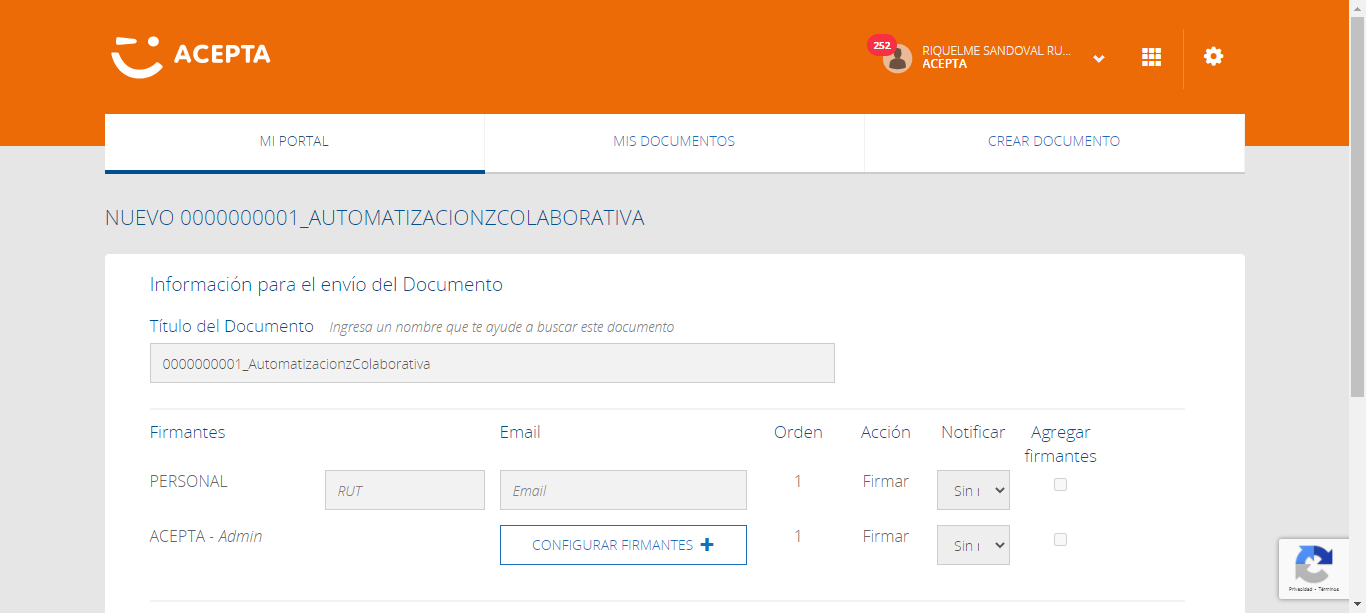 ACEPTA
252
RIQUELME SANDOVAL RU...
ACEPTA
MI PORTAL
MIS DOCUMENTOS
CREAR DOCUMENTO
NUEVO 0000000001_AUTOMATIZACIONZCOLABORATIVA
Información para el envío del Documento
Título del Documento Ingresa un nombre que te ayude a buscar este documento
0000000001_AutomatizacionzColaborativa
Firmantes Email Orden Acción Notificar Agregar firmantes
PERSONAL RUT Email 1 Firmar Sin
ACEPTA - Admin CONFIGURAR FIRMANTES 1 Firmar Sin
Privacidad - Términos